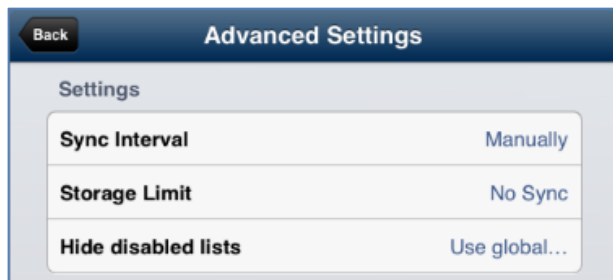 Back Advanced Settings
Settings
Sync Interval Manually
Storage Limit No Sync
Hide disabled lists Use global...